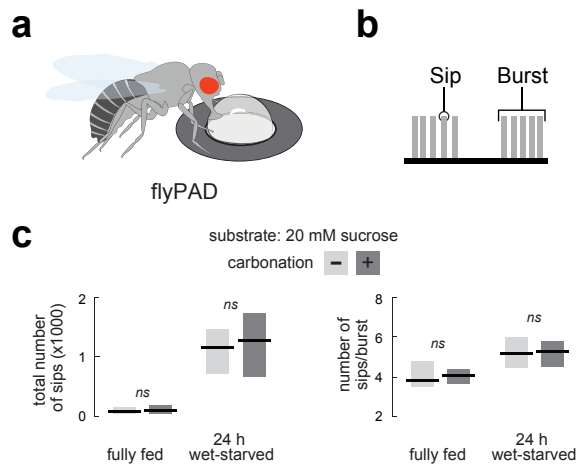 a
flyPAD
b
Sip
Burst
c
substrate: 20 mM sucrose
carbonation - +
total number
of sips (x1000)
2
1
0
ns
ns
fully fed
24 h
wet-starved
number of
sips/burst
8
6
4
2
ns
ns
fully fed
24 h
wet-starved